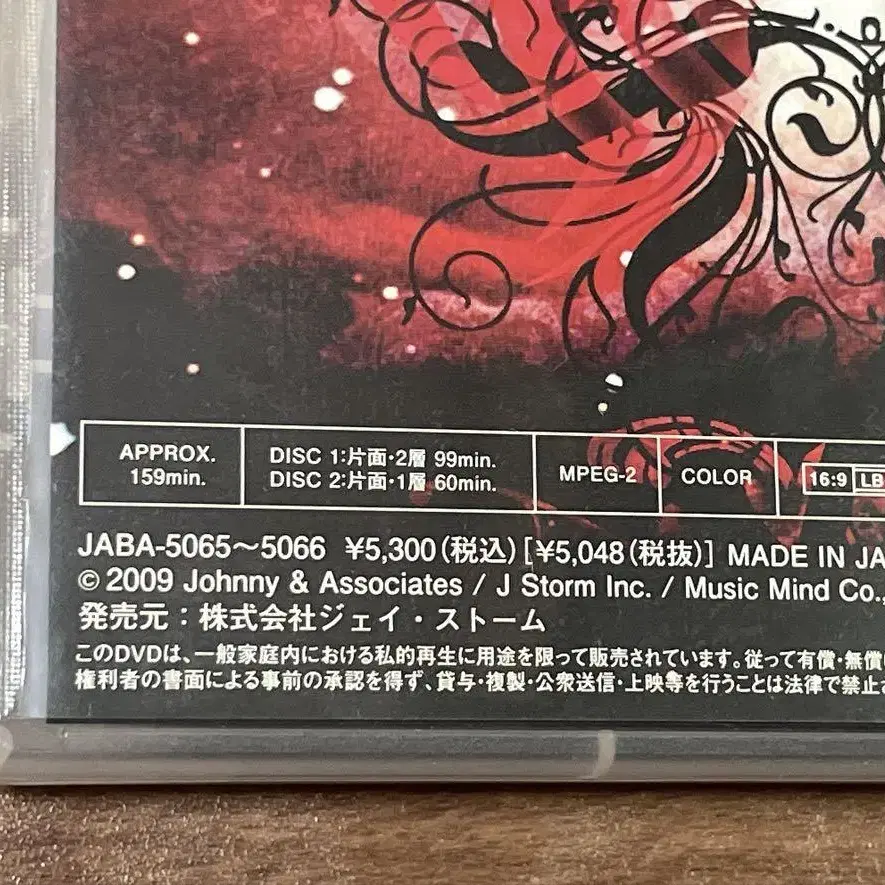 APPROX.
159min.
DISC 1:片面・2層 99min.
DISC 2:片面・1層 60min.
MPEG-2
COLOR
16:9 LB
JABA-5065〜5066 ¥5,300(税込)[¥5,048(税抜)] MADE IN JA
© 2009 Johnny & Associates / J Storm Inc. / Music Mind Co.,
発売元:株式会社ジェイ・ストーム
このDVDは、一般家庭内における私的再生に用途を限って販売されています。従って有償・無償
権利者の書面による事前の承認を得ず、貸与・複製・公衆送信・上映等を行うことは法律で禁止